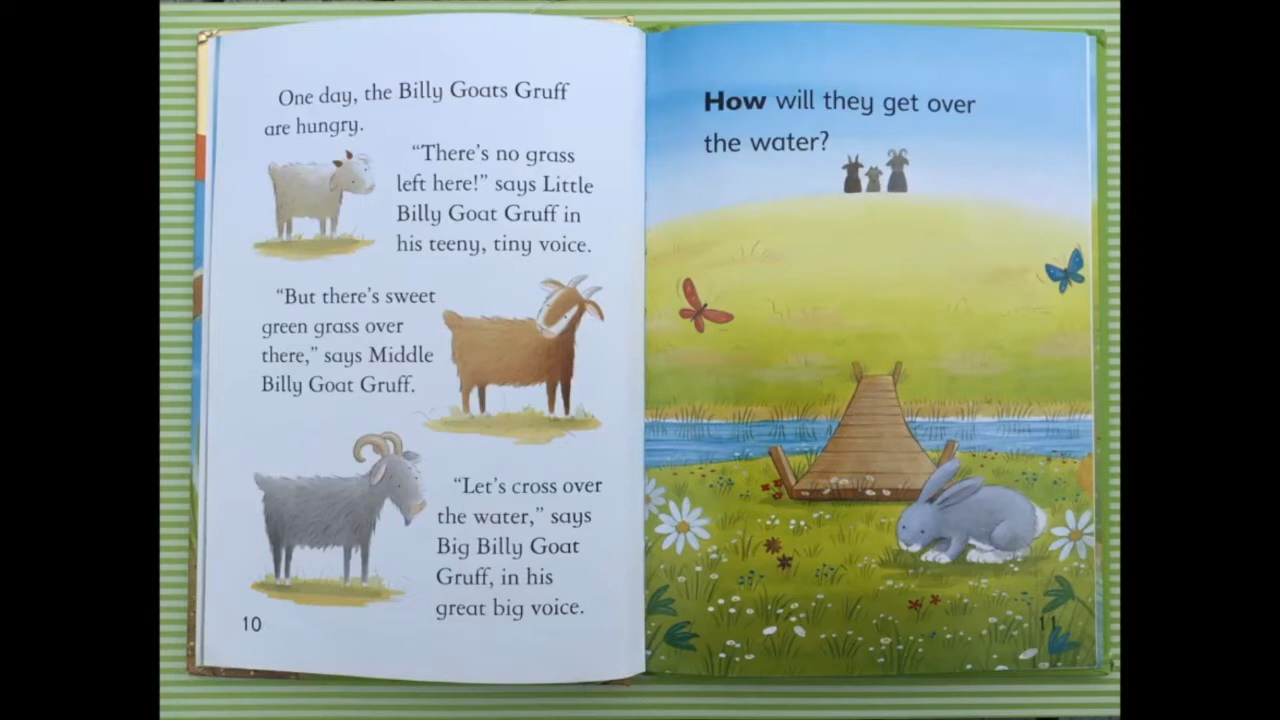 One day, the Billy Goats Gruff
are hungry.
“There’s no grass
left here!” says Little
Billy Goat Gruff in
his teeny, tiny voice.
“But there’s sweet
green grass over
there,” says Middle
Billy Goat Gruff.
“Let’s cross over
the water,” says
Big Billy Goat
Gruff, in his
great big voice.
10
How will they get over
the water?
11